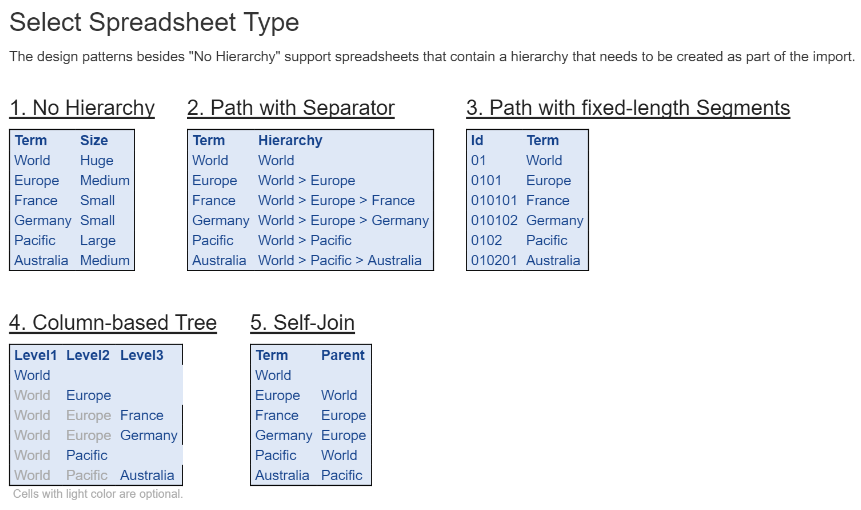 Select Spreadsheet Type
The design patterns besides "No Hierarchy" support spreadsheets that contain a hierarchy that needs to be created as part of the import.
1. No Hierarchy
Term Size
World Huge
Europe Medium
France Small
Germany Small
Pacific Large
Australia Medium
2. Path with Separator
Term Hierarchy
World World
Europe World > Europe
France World > Europe > France
Germany World > Europe > Germany
Pacific World > Pacific
Australia World > Pacific > Australia
3. Path with fixed-length Segments
Id Term
01 World
0101 Europe
010101 France
010102 Germany
0102 Pacific
010201 Australia
4. Column-based Tree
Level1 Level2 Level3
World
World Europe
World Europe France
World Europe Germany
World Pacific
World Pacific Australia
Cells with light color are optional.
5. Self-Join
Term Parent
World
Europe World
France Europe
Germany Europe
Pacific World
Australia Pacific